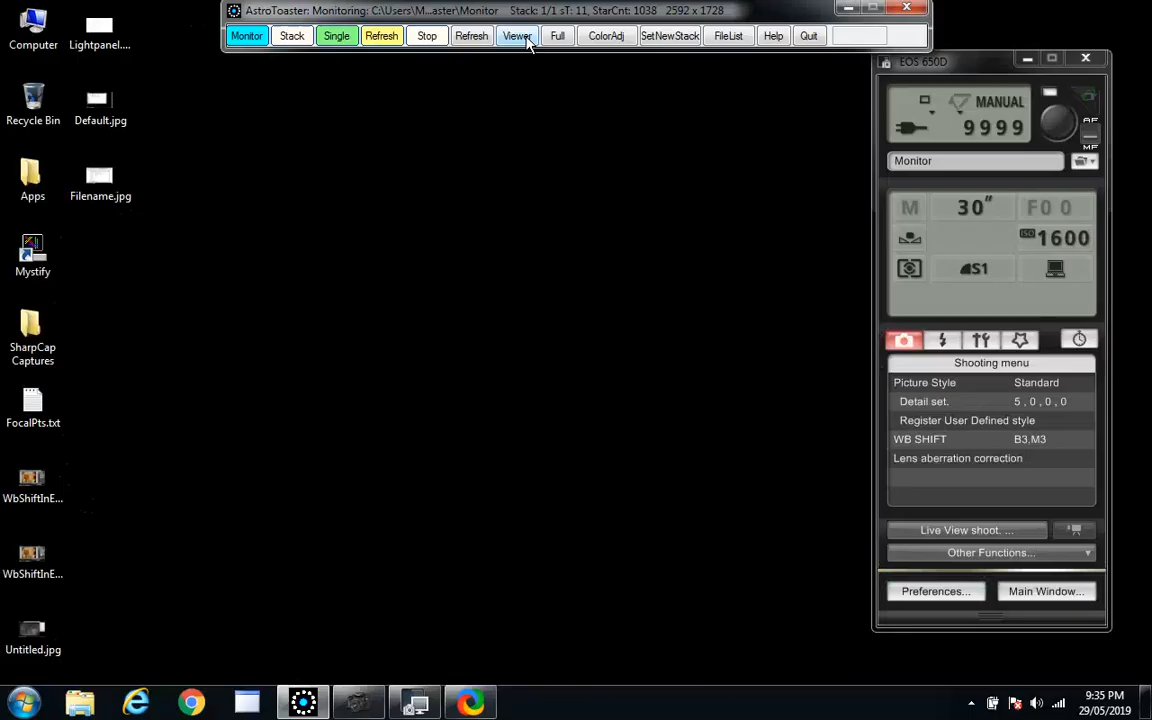 AstroToaster: Monitoring: C:\Users\M...aster\Monitor Stack: 1/1 sT: 11, StarCnt: 1038 2592 x 1728
Monitor Stack Single Refresh Stop Refresh Viewer Full ColorAdj SetNewStack FileList Help Quit
Computer
Lightpanel....
Recycle Bin
Default.jpg
Apps
Filename.jpg
Mystify
SharpCap
Captures
FocalPts.txt
WbShiftInE...
WbShiftInE...
Untitled.jpg
EOS 650D
MANUAL
9999
AF
MF
Monitor
M 30" F00
ISO 1600
S1
Shooting menu
Picture Style Standard
Detail set. 5 , 0 , 0 , 0
Register User Defined style
WB SHIFT B3,M3
Lens aberration correction
Live View shoot. ...
Other Functions...
Preferences... Main Window...
9:35 PM
29/05/2019